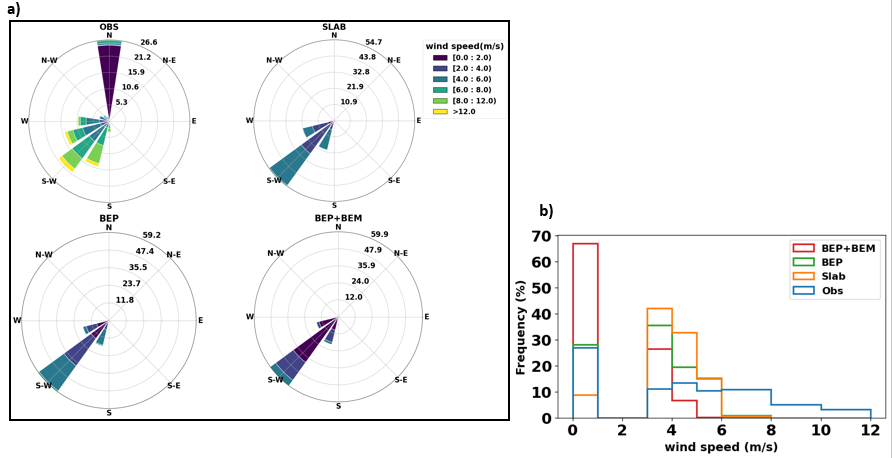 a)
OBS
N
N-E
E
S-E
S
S-W
W
N-W
26.6
21.2
15.9
10.6
5.3
SLAB
N
N-E
E
S-E
S
S-W
W
N-W
54.7
43.8
32.8
21.9
10.9
wind speed(m/s)
[0.0 : 2.0)
[2.0 : 4.0)
[4.0 : 6.0)
[6.0 : 8.0)
[8.0 : 12.0)
>12.0
BEP
N
N-E
E
S-E
S
S-W
W
N-W
59.2
47.4
35.5
23.7
11.8
BEP+BEM
N
N-E
E
S-E
S
S-W
W
N-W
59.9
47.9
35.9
24.0
12.0
b)
Frequency (%)
70
60
50
40
30
20
10
0
0 2 4 6 8 10 12
wind speed (m/s)
BEP+BEM
BEP
Slab
Obs